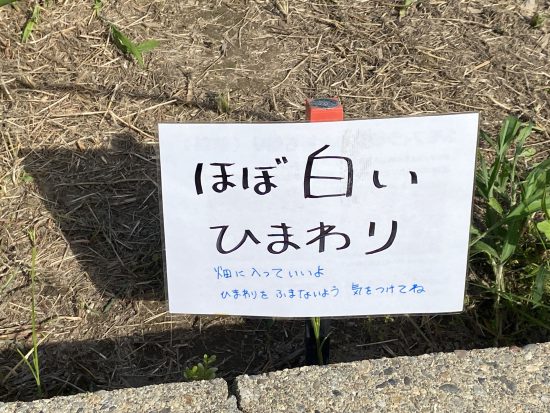 ほぼ白い
ひまわり
畑に入っていいよ
ひまわりを ふまないよう 気をつけてね